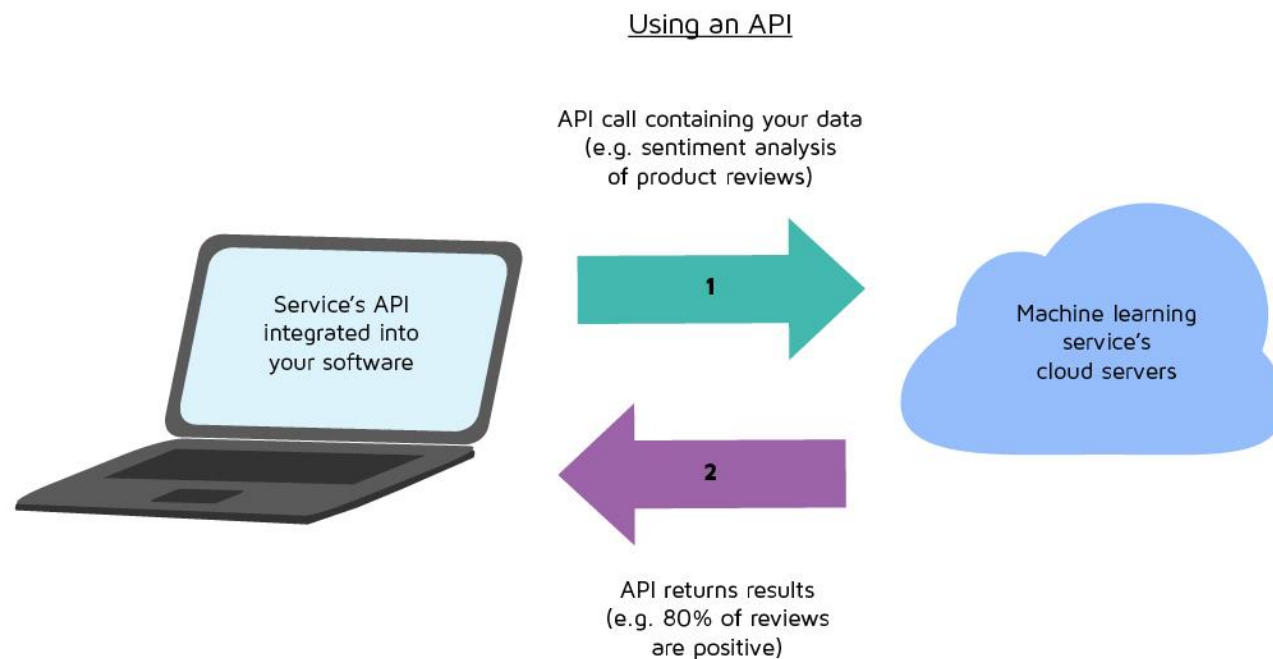 Using an API
API call containing your data
(e.g. sentiment analysis
of product reviews)
Service's API
integrated into
your software
1
Machine learning
service's
cloud servers
2
API returns results
(e.g. 80% of reviews
are positive)